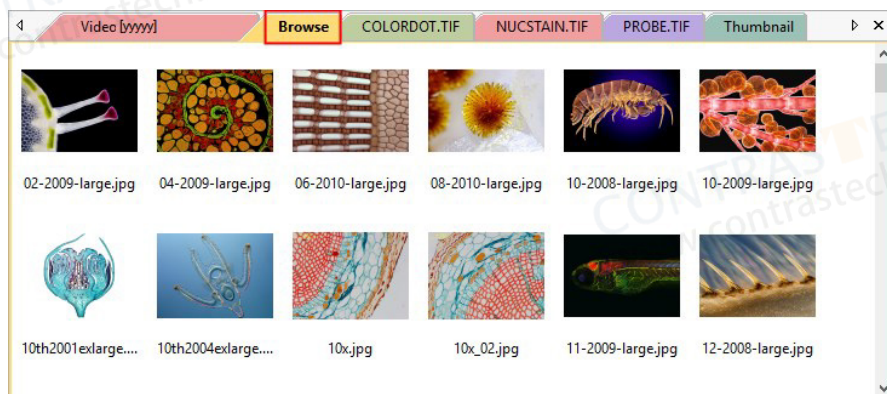 Video [yyyyy] Browse COLORDOT.TIF NUCSTAIN.TIF PROBE.TIF Thumbnail
02-2009-large.jpg 04-2009-large.jpg 06-2010-large.jpg 08-2010-large.jpg 10-2008-large.jpg 10-2009-large.jpg
10th2001exlarge.... 10th2004exlarge.... 10x.jpg 10x_02.jpg 11-2009-large.jpg 12-2008-large.jpg